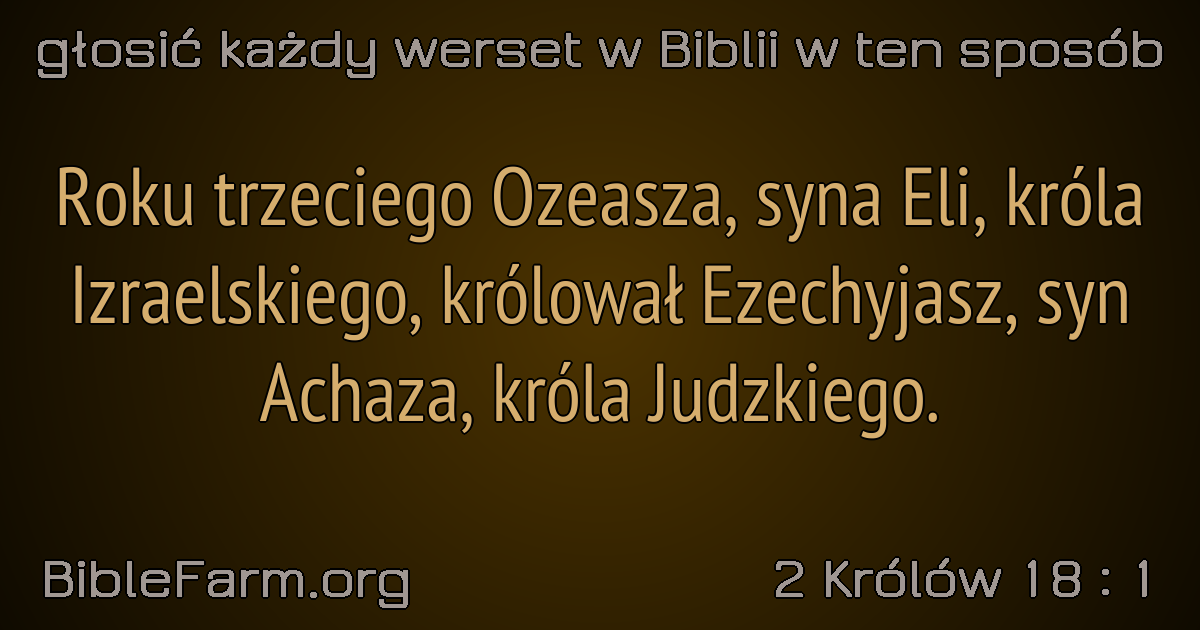 głosić każdy werset w Biblii w ten sposób
Roku trzeciego Ozeasza, syna Eli, króla
Izraelskiego, królował Ezechyjasz, syn
Achaza, króla Judzkiego.
BibleFarm.org
2 Królów 18 : 1